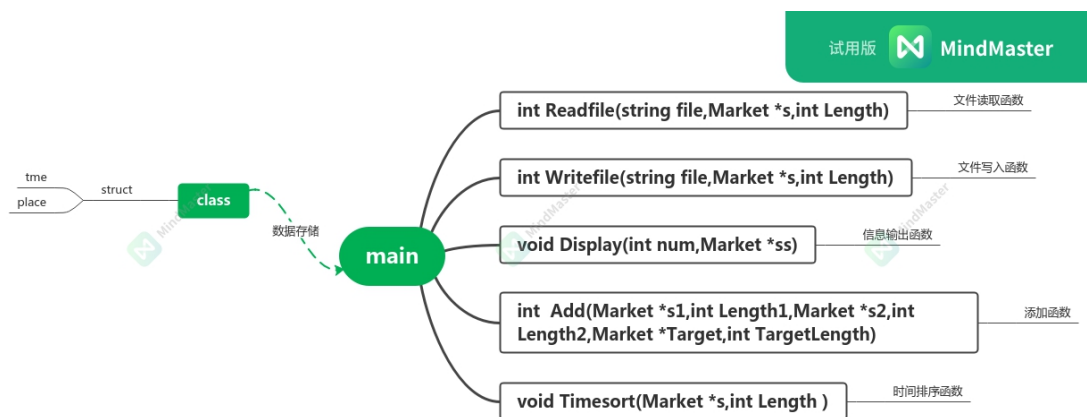 试用版 MindMaster
int Readfile(string file,Market *s,int Length)
文件读取函数
int Writefile(string file,Market *s,int Length)
文件写入函数
tme
place
struct
class
数据存储
main
void Display(int num,Market *ss)
信息输出函数
int  Add(Market *s1,int Length1,Market *s2,int
Length2,Market *Target,int TargetLength)
添加函数
void Timesort(Market *s,int Length )
时间排序函数
MindMaster
MindMaster
MindMaster